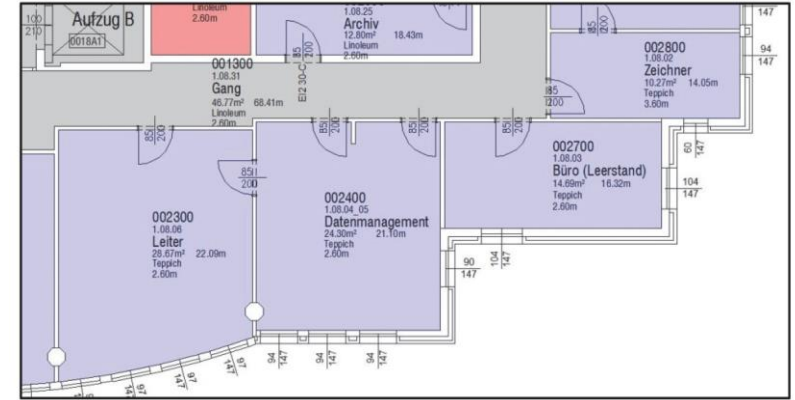 Aufzug B
0018A1
100
210
Linoleum
2.60m
1.08.25
Archiv
12.80m² 18.43m
Linoleum
2.60m
85
200
EI2 30-C
85
200
147
002800
1.08.02
Zeichner
10.27m² 14.05m
Teppich
3.60m
94
147
001300
1.08.31
Gang
46.77m² 68.41m
Linoleum
2.60m
85
200
85
200
85
200
85
200
85
200
85
200
60
147
002700
1.08.03
Büro (Leerstand)
14.69m² 16.32m
Teppich
2.60m
104
147
002300
1.08.06
Leiter
28.67m² 22.09m
Teppich
2.60m
002400
1.08.04_05
Datenmanagement
24.30m² 21.10m
Teppich
2.60m
104
147
90
147
94
147
94
147
94
147
97
147
97
147
97
147